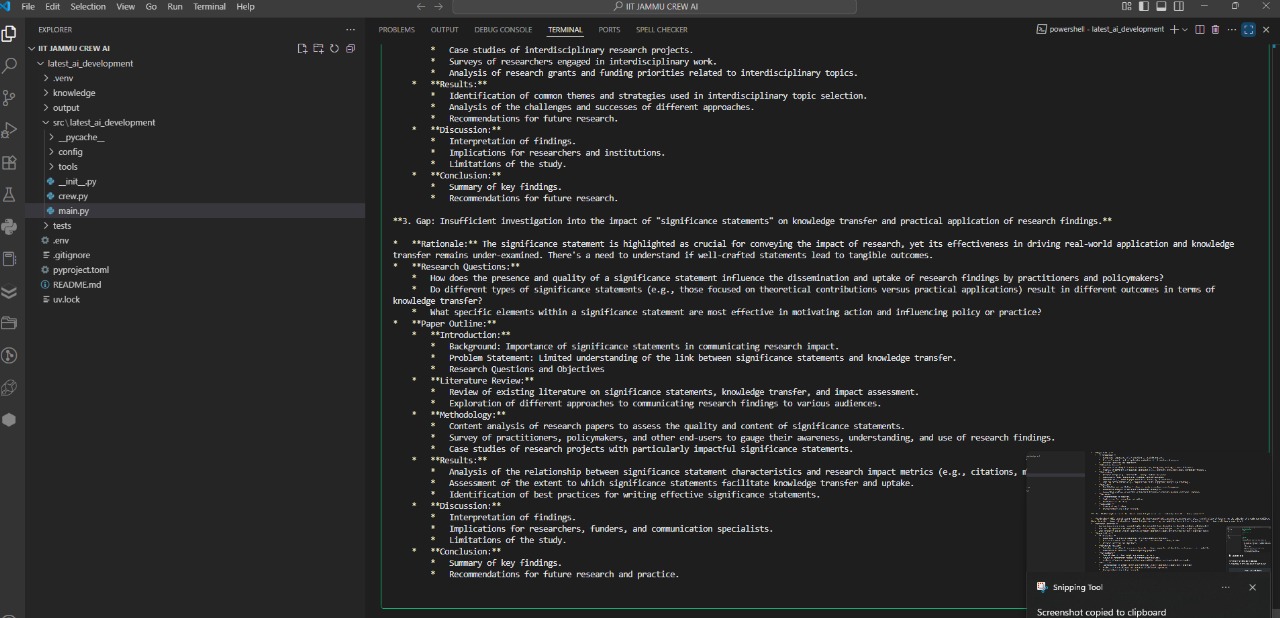 File Edit Selection View Go Run Terminal Help
IIT JAMMU CREW AI
EXPLORER
IIT JAMMU CREW AI
latest_ai_development
.venv
knowledge
output
src\latest_ai_development
__pycache__
config
tools
__init__.py
crew.py
main.py
tests
.env
.gitignore
pyproject.toml
README.md
uv.lock
PROBLEMS OUTPUT DEBUG CONSOLE TERMINAL PORTS SPELL CHECKER
powershell - latest_ai_development
* Case studies of interdisciplinary research projects.
* Surveys of researchers engaged in interdisciplinary work.
* Analysis of research grants and funding priorities related to interdisciplinary topics.
* **Results:**
* Identification of common themes and strategies used in interdisciplinary topic selection.
* Analysis of the challenges and successes of different approaches.
* Recommendations for future research.
* **Discussion:**
* Interpretation of findings.
* Implications for researchers and institutions.
* Limitations of the study.
* **Conclusion:**
* Summary of key findings.
* Recommendations for future research.
**3. Gap: Insufficient investigation into the impact of "significance statements" on knowledge transfer and practical application of research findings.**
* **Rationale:** The significance statement is highlighted as crucial for conveying the impact of research, yet its effectiveness in driving real-world application and knowledge
transfer remains under-examined. There's a need to understand if well-crafted statements lead to tangible outcomes.
* **Research Questions:**
* How does the presence and quality of a significance statement influence the dissemination and uptake of research findings by practitioners and policymakers?
* Do different types of significance statements (e.g., those focused on theoretical contributions versus practical applications) result in different outcomes in terms of
knowledge transfer?
* What specific elements within a significance statement are most effective in motivating action and influencing policy or practice?
* **Paper Outline:**
* **Introduction:**
* Background: Importance of significance statements in communicating research impact.
* Problem Statement: Limited understanding of the link between significance statements and knowledge transfer.
* Research Questions and Objectives
* **Literature Review:**
* Review of existing literature on significance statements, knowledge transfer, and impact assessment.
* Exploration of different approaches to communicating research findings to various audiences.
* **Methodology:**
* Content analysis of research papers to assess the quality and content of significance statements.
* Survey of practitioners, policymakers, and other end-users to gauge their awareness, understanding, and use of research findings.
* Case studies of research projects with particularly impactful significance statements.
* **Results:**
* Analysis of the relationship between significance statement characteristics and research impact metrics (e.g., citations,
* Assessment of the extent to which significance statements facilitate knowledge transfer and uptake.
* Identification of best practices for writing effective significance statements.
* **Discussion:**
* Interpretation of findings.
* Implications for researchers, funders, and communication specialists.
* Limitations of the study.
* **Conclusion:**
* Summary of key findings.
* Recommendations for future research and practice.
Snipping Tool
Screenshot copied to clipboard